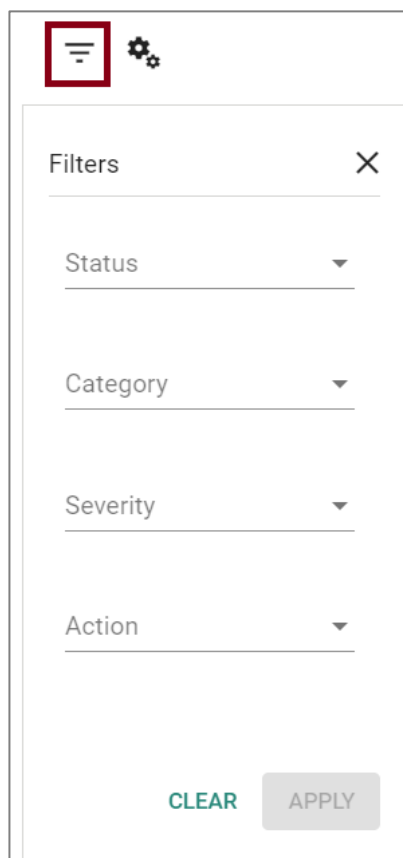 Filters
Status
Category
Severity
Action
CLEAR APPLY